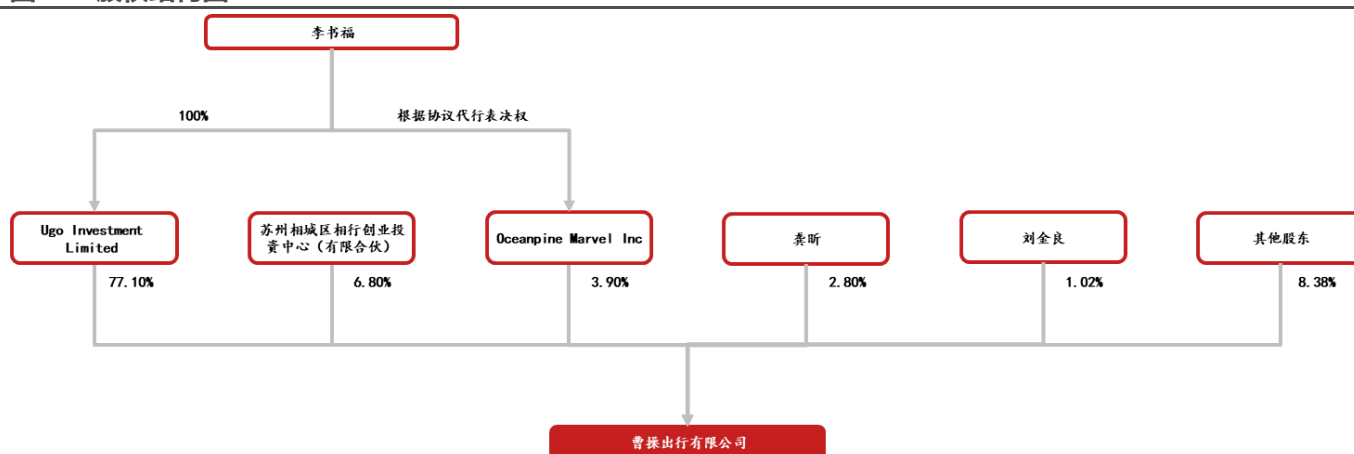 李书福
100%
根据协议代行表决权
Ugo Investment
Limited
苏州相城区相行创业投
资中心（有限合伙）
Oceanpine Marvel Inc
龚昕
刘金良
其他股东
77.10%
6.80%
3.90%
2.80%
1.02%
8.38%
曹操出行有限公司